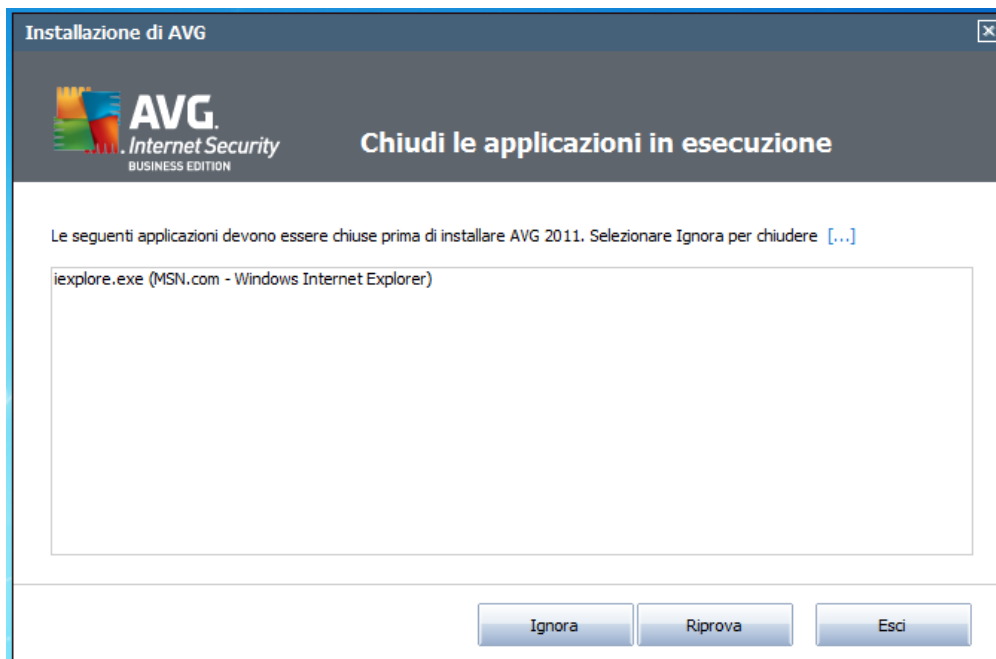 Installazione di AVG
AVG.
Internet Security
BUSINESS EDITION
Chiudi le applicazioni in esecuzione
Le seguenti applicazioni devono essere chiuse prima di installare AVG 2011. Selezionare Ignora per chiudere [...]
iexplore.exe (MSN.com - Windows Internet Explorer)
Ignora
Riprova
Esci